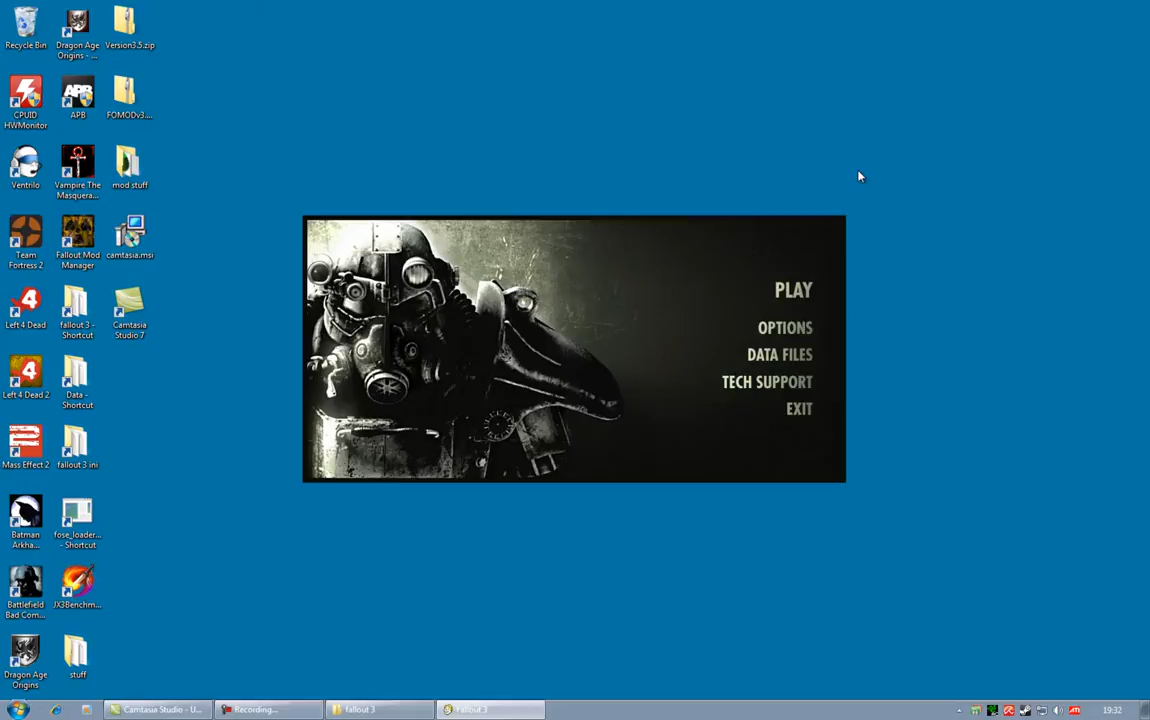 Recycle Bin
Dragon Age
Origins - ...
Version3.5.zip
CPUID
HWMonitor
APB
APB
FOMODv3....
Ventrilo
Vampire The
Masquera...
mod stuff
Team
Fortress 2
Fallout Mod
Manager
camtasia.msi
Left 4 Dead
fallout 3 -
Shortcut
Camtasia
Studio 7
Left 4 Dead 2
Data -
Shortcut
Mass Effect 2
fallout 3 ini
Batman
Arkha...
fose_loader...
- Shortcut
Battlefield
Bad Com...
JX3Benchm...
Dragon Age
Origins
stuff
PLAY
OPTIONS
DATA FILES
TECH SUPPORT
EXIT
Camtasia Studio - U...
Recording...
fallout 3
Fallout 3
19:32